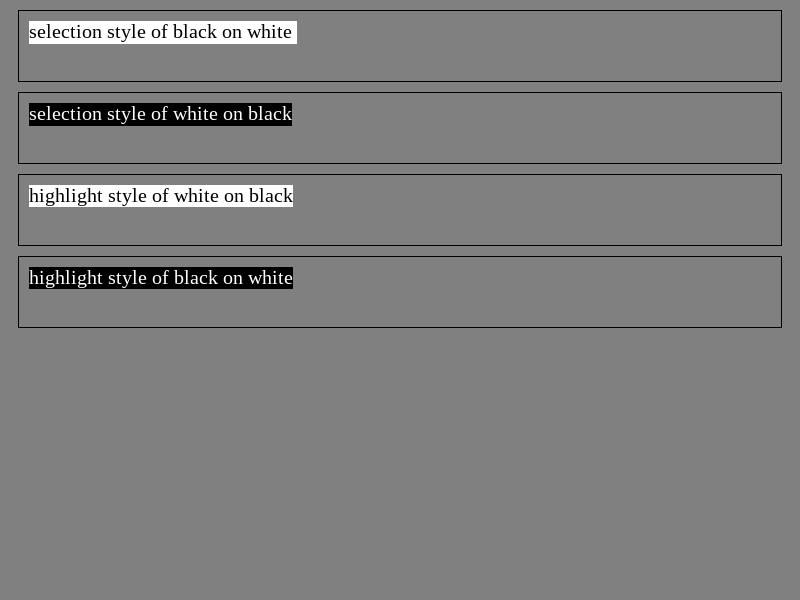 selection style of black on white
selection style of white on black
highlight style of white on black
highlight style of black on white